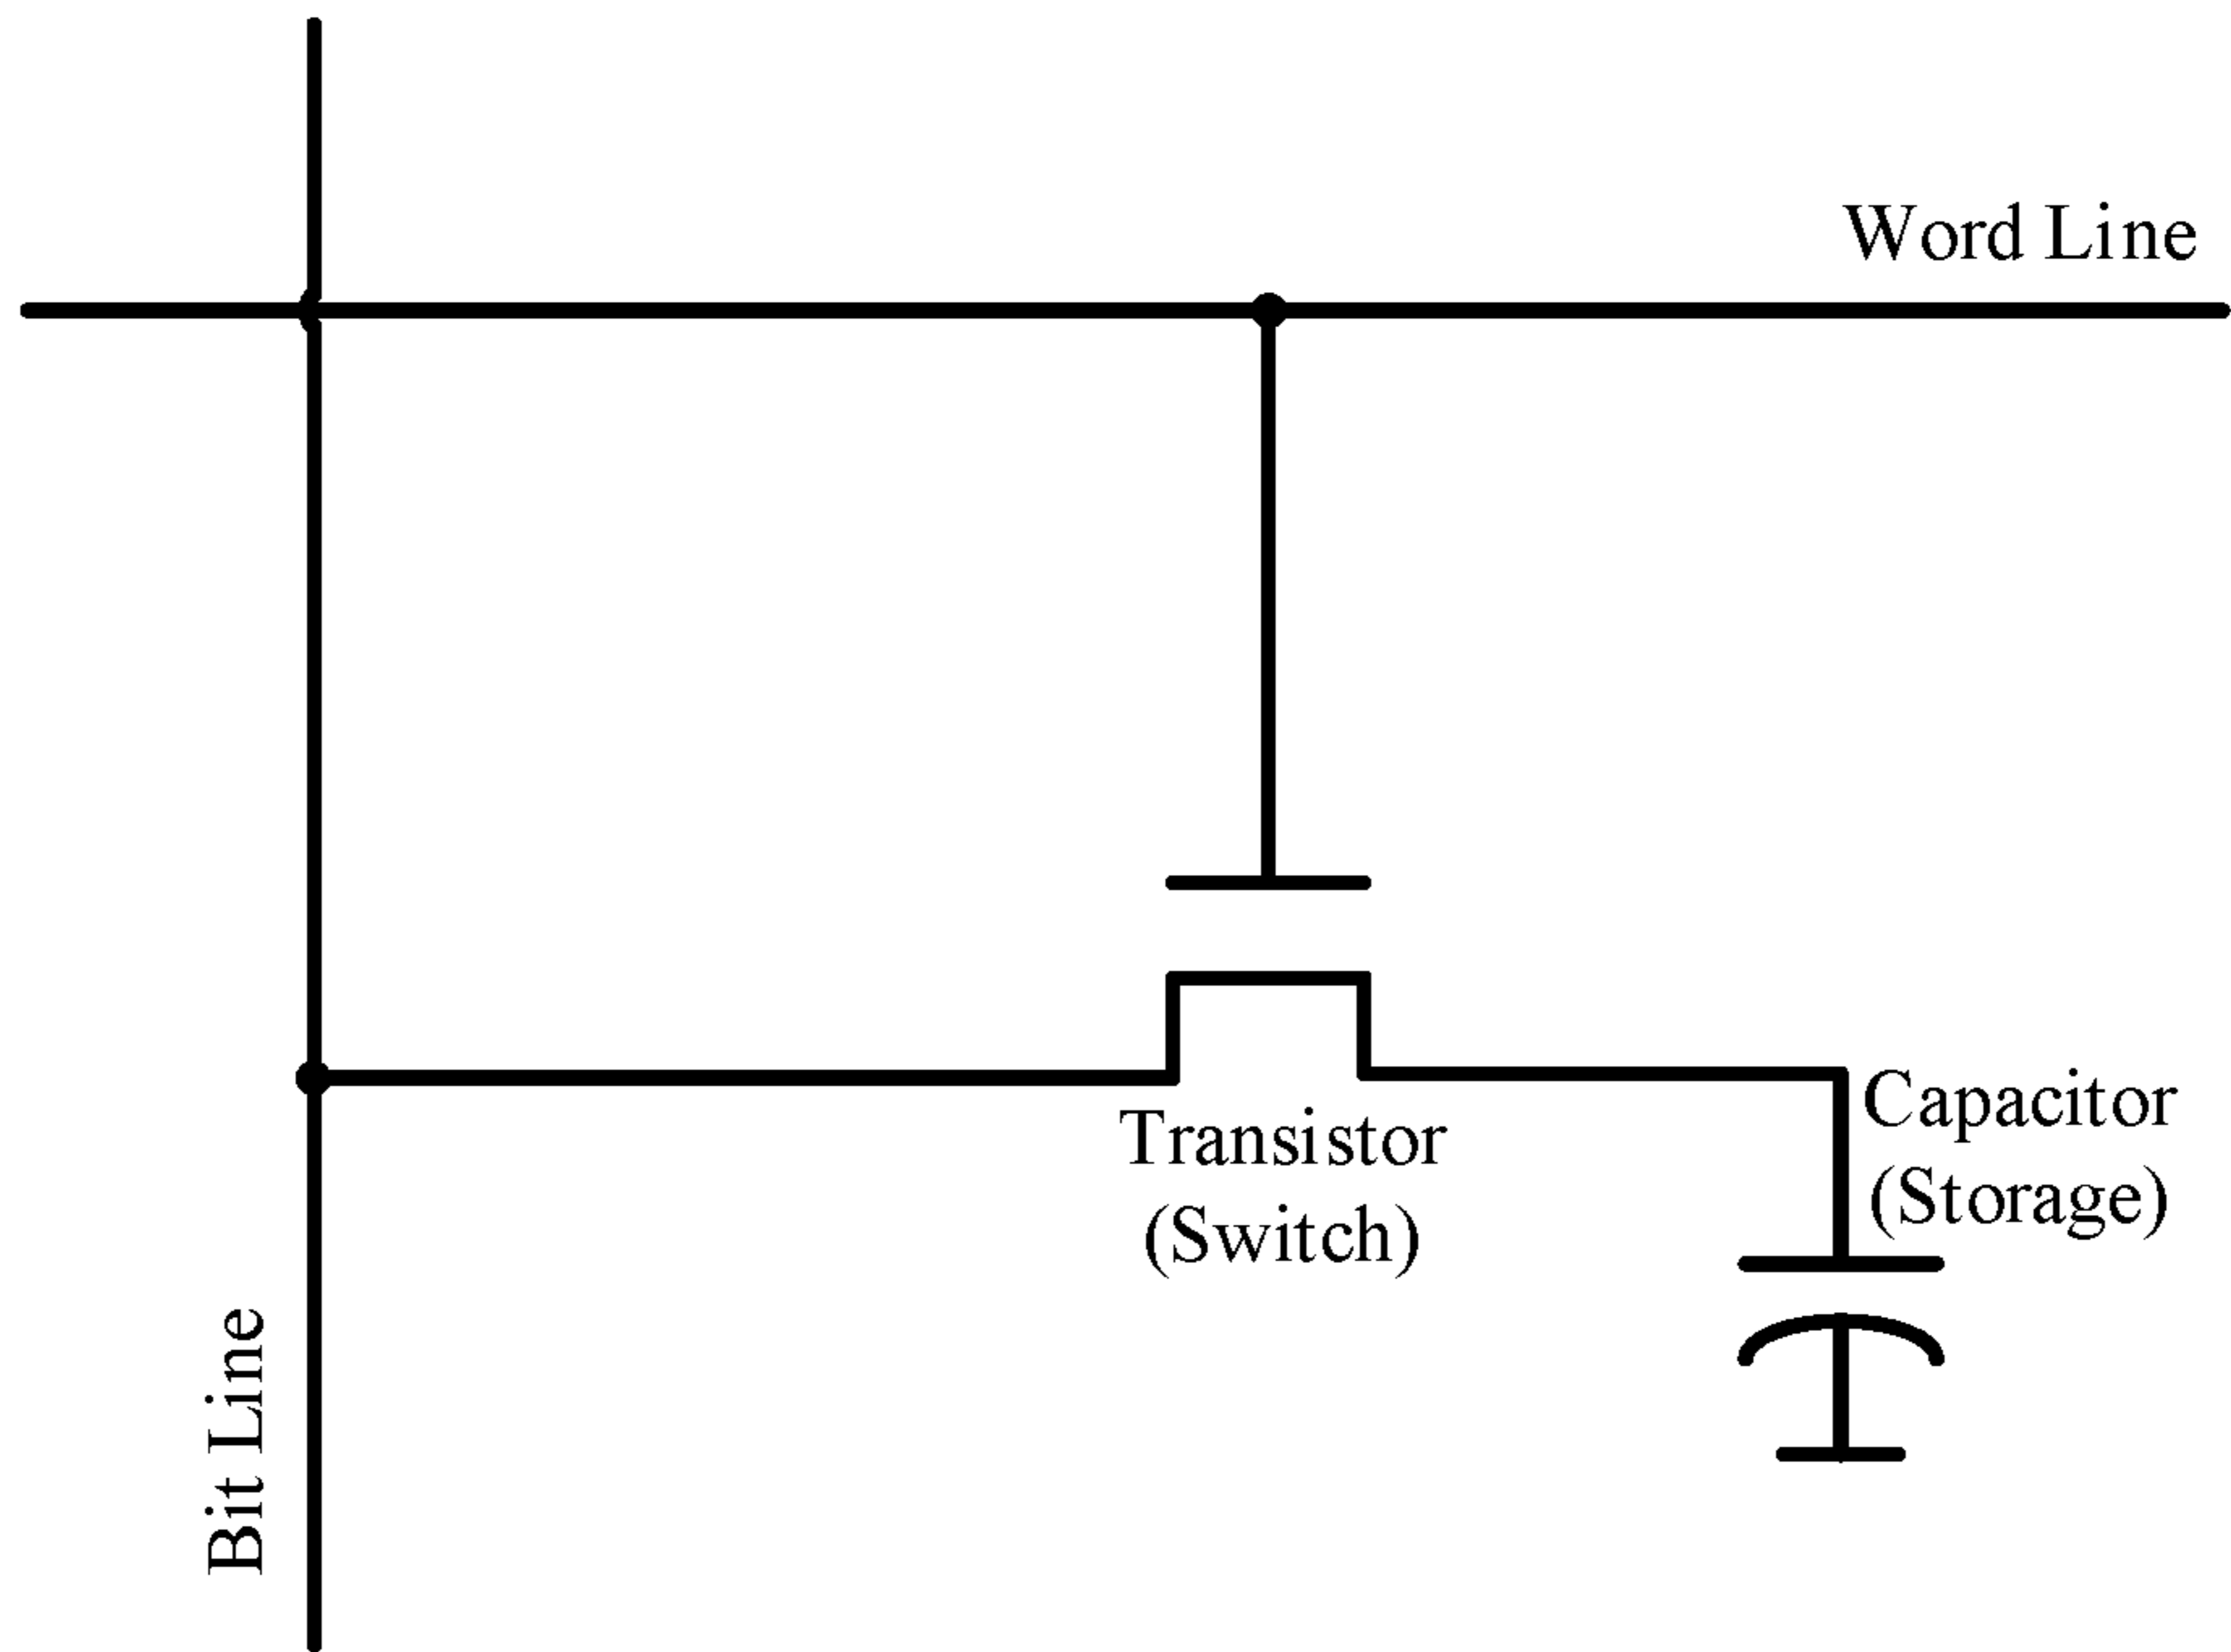 Word Line
Transistor
(Switch)
Capacitor
(Storage)
Bit Line